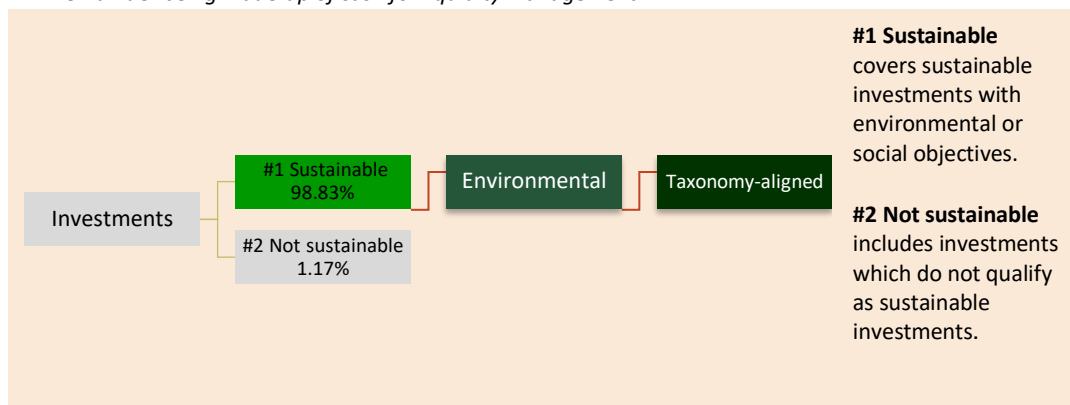 #1 Sustainable
covers sustainable
investments with
environmental or
social objectives.
#1 Sustainable
98.83%
Environmental
Taxonomy-aligned
Investments
#2 Not sustainable
1.17%
#2 Not sustainable
includes investments
which do not qualify
as sustainable
investments.